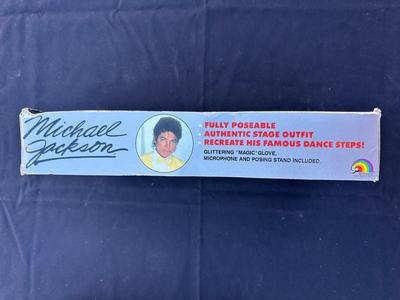 Michael
Jackson
FULLY POSEABLE
AUTHENTIC STAGE OUTFIT
RECREATE HIS FAMOUS DANCE STEPS!
GLITTERING "MAGIC" GLOVE,
MICROPHONE AND POSING STAND INCLUDED.